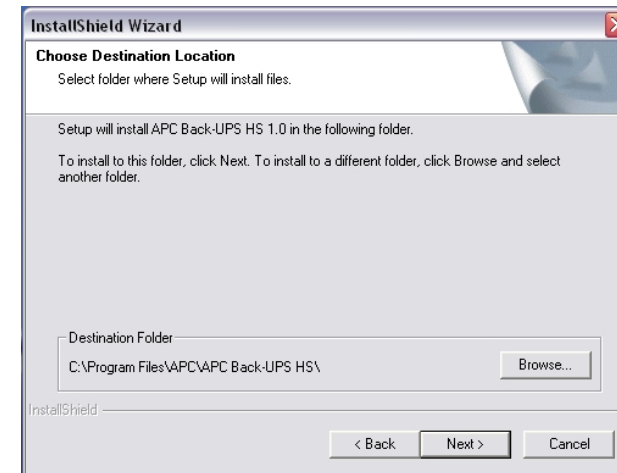 InstallShield Wizard
Choose Destination Location
Select folder where Setup will install files.
Setup will install APC Back-UPS HS 1.0 in the following folder.
To install to this folder, click Next. To install to a different folder, click Browse and select
another folder.
Destination Folder
C:\Program Files\APC\APC Back-UPS HS\
Browse...
InstallShield
< Back
Next >
Cancel